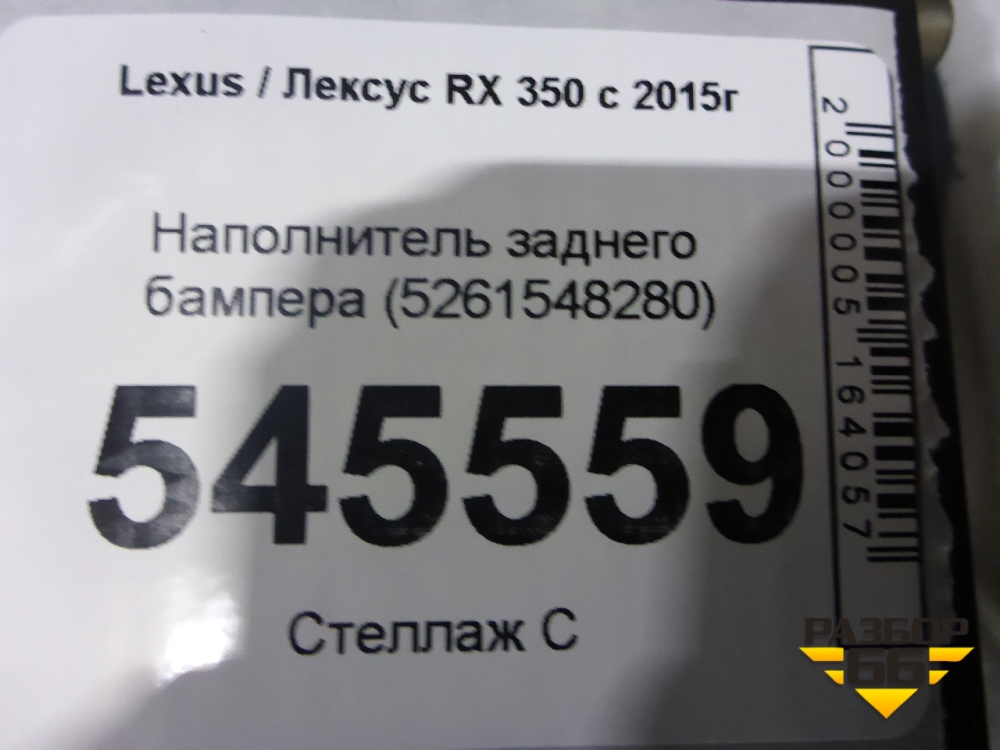 Lexus / Лексус RX 350 с 2015г
Наполнитель заднего
бампера (5261548280)
545559
Стеллаж С
2000005164057
РАЗБОР
66